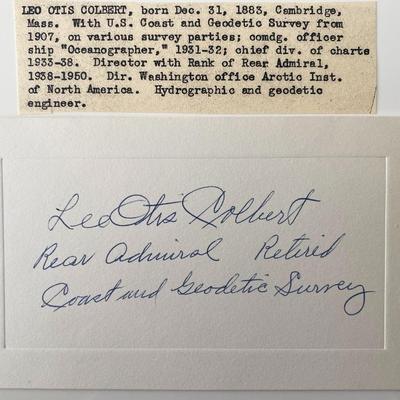 LEO OTIS COLBERT, born Dec. 31, 1883, Cambridge,
Mass. With U.S. Coast and Geodetic Survey from
1907, on various survey parties; comdg. officer
ship "Oceanographer," 1931-32; chief div. of charts
1933-38. Director with Rank of Rear Admiral,
1938-1950. Dir. Washington office Arctic Inst.
of North America. Hydrographic and geodetic
engineer.
Leo Otis Colbert
Rear Admiral Retired
Coast and Geodetic Survey